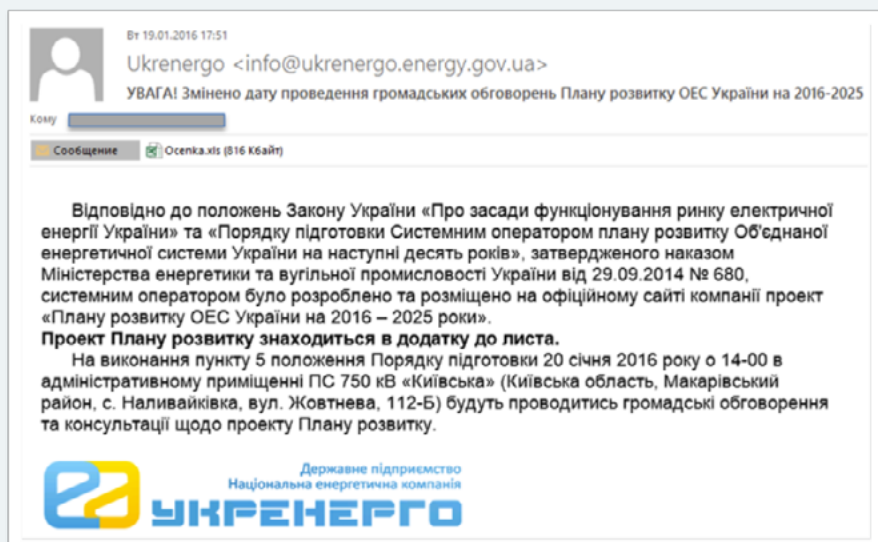 Вт 19.01.2016 17:51
Ukrenergo <info@ukrenergo.energy.gov.ua>
УВАГА! Змінено дату проведення громадських обговорень Плану розвитку ОЕС України на 2016-2025
Кому
Сообщение Ocenka.xls (816 Кбайт)
Відповідно до положень Закону України «Про засади функціонування ринку електричної
енергії України» та «Порядку підготовки Системним оператором плану розвитку Об'єднаної
енергетичної системи України на наступні десять років», затвердженого наказом
Міністерства енергетики та вугільної промисловості України від 29.09.2014 № 680,
системним оператором було розроблено та розміщено на офіційному сайті компанії проект
«Плану розвитку ОЕС України на 2016 – 2025 роки».
Проект Плану розвитку знаходиться в додатку до листа.
На виконання пункту 5 положення Порядку підготовки 20 січня 2016 року о 14-00 в
адміністративному приміщенні ПС 750 кВ «Київська» (Київська область, Макарівський
район, с. Наливайківка, вул. Жовтнева, 112-Б) будуть проводитись громадські обговорення
та консультації щодо проекту Плану розвитку.
Державне підприємство
Національна енергетична компанія
УКРЕНЕРГО